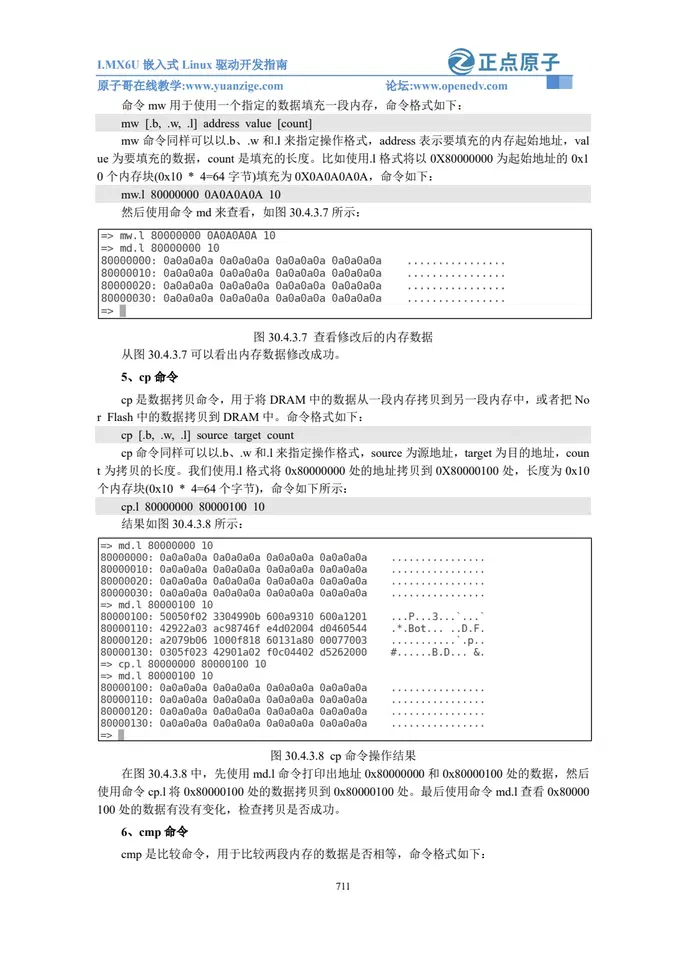 I.MX6U 嵌入式 Linux 驱动开发指南
正点原子
原子哥在线教学:www.yuanzige.com 论坛:www.openedv.com
命令 mw 用于使用一个指定的数据填充一段内存，命令格式如下：
mw [.b, .w, .l] address value [count]
mw 命令同样可以以.b、.w 和.l 来指定操作格式，address 表示要填充的内存起始地址，val
ue 为要填充的数据，count 是填充的长度。比如使用.l 格式将以 0X80000000 为起始地址的 0x1
0 个内存块(0x10 * 4=64 字节)填充为 0X0A0A0A0A，命令如下：
mw.l 80000000 0A0A0A0A 10
然后使用命令 md 来查看，如图 30.4.3.7 所示：
=> mw.l 80000000 0A0A0A0A 10
=> md.l 80000000 10
80000000: 0a0a0a0a 0a0a0a0a 0a0a0a0a 0a0a0a0a    ................
80000010: 0a0a0a0a 0a0a0a0a 0a0a0a0a 0a0a0a0a    ................
80000020: 0a0a0a0a 0a0a0a0a 0a0a0a0a 0a0a0a0a    ................
80000030: 0a0a0a0a 0a0a0a0a 0a0a0a0a 0a0a0a0a    ................
=>
图 30.4.3.7 查看修改后的内存数据
从图 30.4.3.7 可以看出内存数据修改成功。
5、cp 命令
cp 是数据拷贝命令，用于将 DRAM 中的数据从一段内存拷贝到另一段内存中，或者把 No
r Flash 中的数据拷贝到 DRAM 中。命令格式如下：
cp [.b, .w, .l] source target count
cp 命令同样可以以.b、.w 和.l 来指定操作格式，source 为源地址，target 为目的地址，coun
t 为拷贝的长度。我们使用.l 格式将 0x80000000 处的地址拷贝到 0X80000100 处，长度为 0x10
个内存块(0x10 * 4=64 个字节)，命令如下所示：
cp.l 80000000 80000100 10
结果如图 30.4.3.8 所示：
=> md.l 80000000 10
80000000: 0a0a0a0a 0a0a0a0a 0a0a0a0a 0a0a0a0a    ................
80000010: 0a0a0a0a 0a0a0a0a 0a0a0a0a 0a0a0a0a    ................
80000020: 0a0a0a0a 0a0a0a0a 0a0a0a0a 0a0a0a0a    ................
80000030: 0a0a0a0a 0a0a0a0a 0a0a0a0a 0a0a0a0a    ................
=> md.l 80000100 10
80000100: 50050f02 3304990b 600a9310 600a1201    ...P...3...`...`
80000110: 42922a03 ac98746f e4d02004 d0460544    .*.Bot... ..D.F.
80000120: a2079b06 1000f818 60131a80 00077003    ...........`.p..
80000130: 0305f023 42901a02 f0c04402 d5262000    #......B.D... &.
=> cp.l 80000000 80000100 10
=> md.l 80000100 10
80000100: 0a0a0a0a 0a0a0a0a 0a0a0a0a 0a0a0a0a    ................
80000110: 0a0a0a0a 0a0a0a0a 0a0a0a0a 0a0a0a0a    ................
80000120: 0a0a0a0a 0a0a0a0a 0a0a0a0a 0a0a0a0a    ................
80000130: 0a0a0a0a 0a0a0a0a 0a0a0a0a 0a0a0a0a    ................
=>
图 30.4.3.8 cp 命令操作结果
在图 30.4.3.8 中，先使用 md.l 命令打印出地址 0x80000000 和 0x80000100 处的数据，然后
使用命令 cp.l 将 0x80000100 处的数据拷贝到 0x80000100 处。最后使用命令 md.l 查看 0x80000
100 处的数据有没有变化，检查拷贝是否成功。
6、cmp 命令
cmp 是比较命令，用于比较两段内存的数据是否相等，命令格式如下：
711